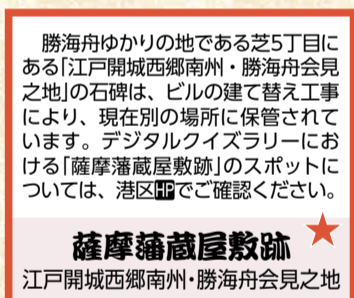 勝海舟ゆかりの地である芝5丁目に
ある「江戸開城西郷南州・勝海舟会見
之地」の石碑は、ビルの建て替え工事
により、現在別の場所に保管されて
います。デジタルクイズラリーにお
ける「薩摩藩蔵屋敷跡」のスポットに
ついては、港区HPでご確認ください。
薩摩藩蔵屋敷跡
江戸開城西郷南州・勝海舟会見之地